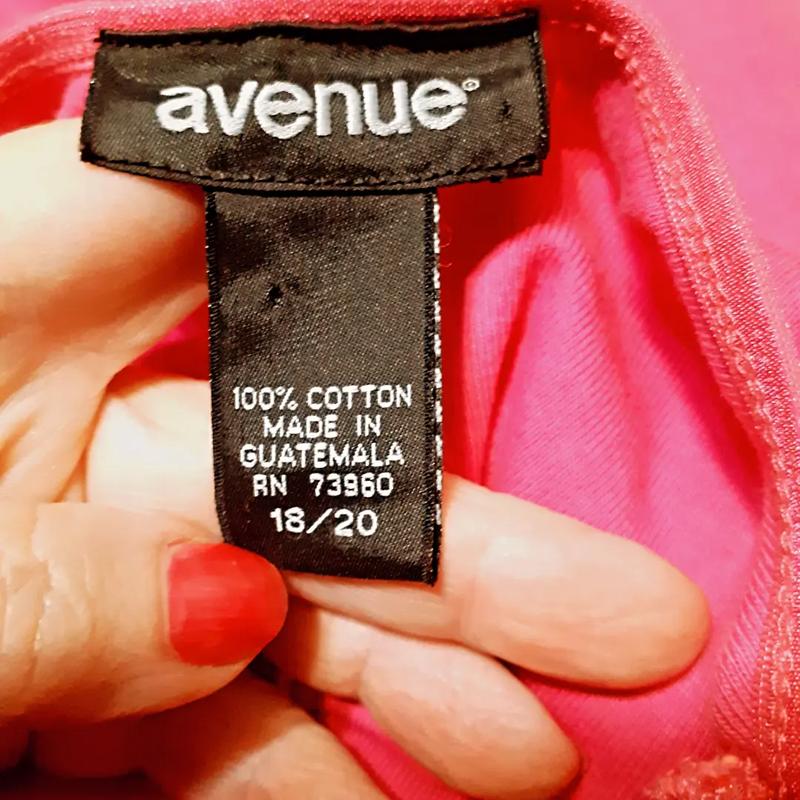 avenue®
100% COTTON
MADE IN
GUATEMALA
RN 73960
18/20